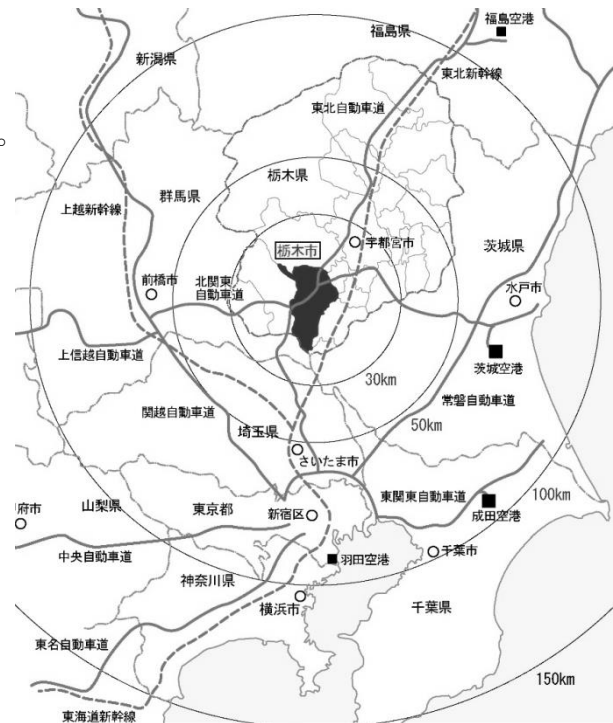 福島県
福島空港
新潟県
東北新幹線
東北自動車道
。
栃木県
群馬県
上越新幹線
栃木市
宇都宮市
茨城県
前橋市
北関東
自動車道
水戸市
上信越自動車道
茨城空港
30km
関越自動車道
常磐自動車道
50km
埼玉県
さいたま市
東関東自動車道
100km
山梨県
東京都
新宿区
成田空港
府市
中央自動車道
羽田空港
千葉市
神奈川県
横浜市
千葉県
東名自動車道
150km
東海道新幹線